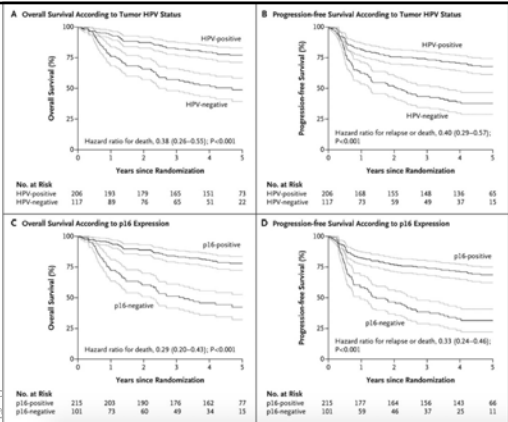 A Overall Survival According to Tumor HPV Status
100
75
50
25
0
Overall Survival (%)
HPV-positive
HPV-negative
Hazard ratio for death, 0.38 (0.26–0.55); P<0.001
0 1 2 3 4 5
Years since Randomization
No. at Risk
HPV-positive 206 193 179 165 151 73
HPV-negative 117 89 76 65 51 22
B Progression-free Survival According to Tumor HPV Status
100
75
50
25
0
Progression-free Survival (%)
HPV-positive
HPV-negative
Hazard ratio for relapse or death, 0.40 (0.29–0.57);
P<0.001
0 1 2 3 4 5
Years since Randomization
No. at Risk
HPV-positive 206 168 155 148 136 65
HPV-negative 117 73 59 49 37 15
C Overall Survival According to p16 Expression
100
75
50
25
0
Overall Survival (%)
p16-positive
p16-negative
Hazard ratio for death, 0.29 (0.20–0.43); P<0.001
0 1 2 3 4 5
Years since Randomization
No. at Risk
p16-positive 215 203 190 176 162 77
p16-negative 101 73 60 49 34 15
D Progression-free Survival According to p16 Expression
100
75
50
25
0
Progression-free Survival (%)
p16-positive
p16-negative
Hazard ratio for relapse or death, 0.33 (0.24–0.46);
P<0.001
0 1 2 3 4 5
Years since Randomization
No. at Risk
p16-positive 215 177 164 156 143 66
p16-negative 101 59 46 37 25 11